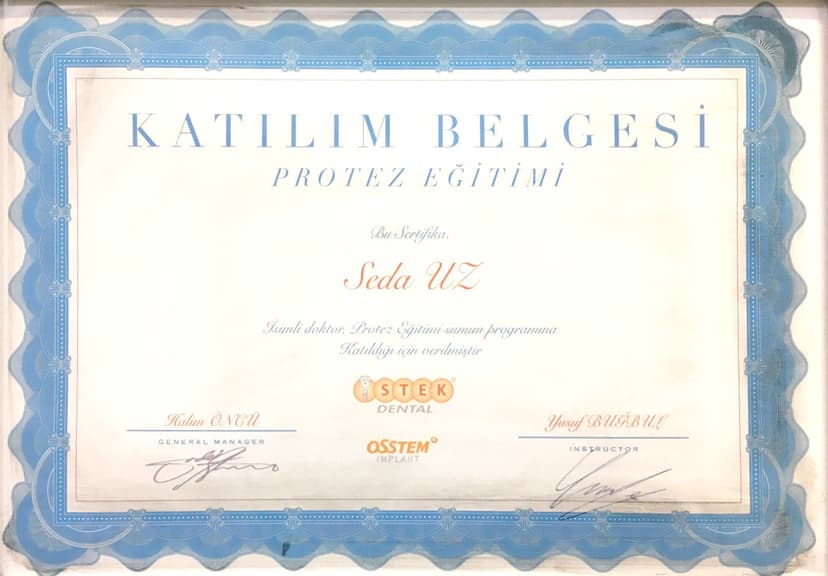 KATILIM BELGESİ
PROTEZ EĞİTİMİ
Bu Sertifika,
Seda UZ
İsimli doktor, Protez Eğitimi sunum programına
Katıldığı için verilmiştir
İSTEK
DENTAL
Halim ÖNCÜ
GENERAL MANAGER
OSSTEM
IMPLANT
Yusuf BUĞBUL
INSTRUCTOR